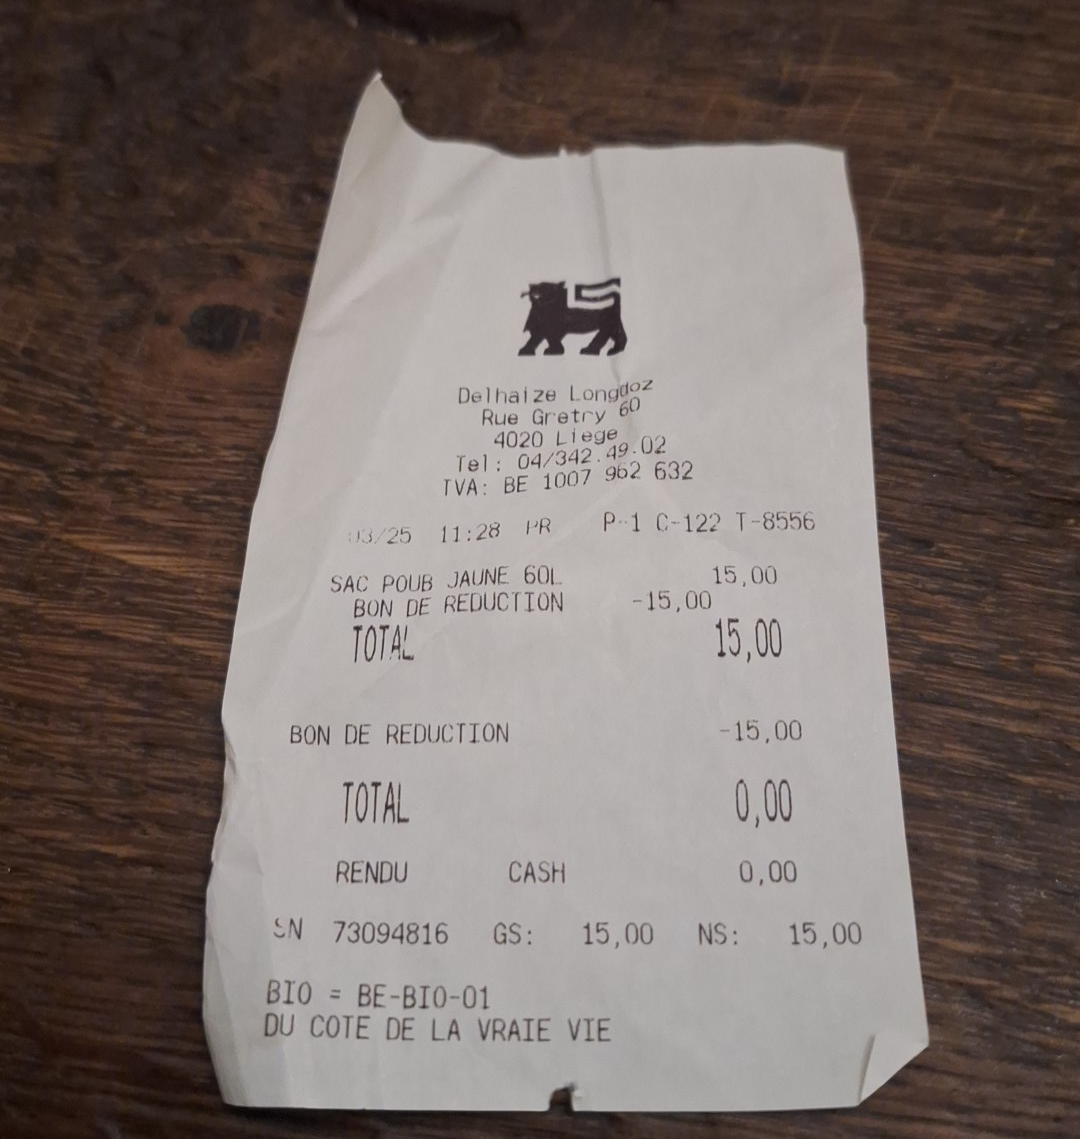 Delhaize Longdoz
Rue Gretry 60
4020 Liege
Tel: 04/342.49.02
TVA: BE 1007 962 632
03/25 11:28 PR P-1 C-122 T-8556
SAC POUB JAUNE 60L 15,00
BON DE REDUCTION -15,00
TOTAL 15,00
BON DE REDUCTION -15,00
TOTAL 0,00
RENDU CASH 0,00
SN 73094816 GS: 15,00 NS: 15,00
BIO = BE-BIO-01
DU COTE DE LA VRAIE VIE